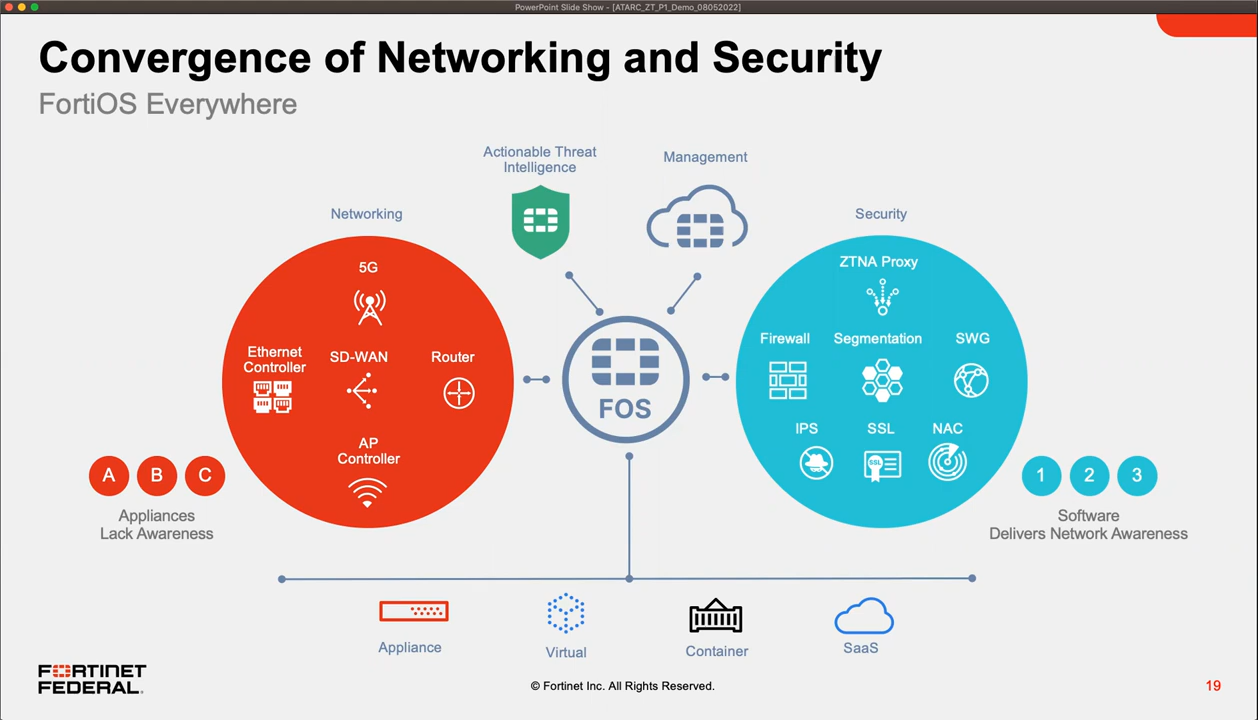 PowerPoint Slide Show - [ATARC_ZT_P1_Demo_08052022]
Convergence of Networking and Security
FortiOS Everywhere
Actionable Threat
Intelligence
Management
Networking
Security
5G
Ethernet
Controller
SD-WAN
Router
AP
Controller
FOS
ZTNA Proxy
Firewall
Segmentation
SWG
IPS
SSL
NAC
SSL
A B C
Appliances
Lack Awareness
1 2 3
Software
Delivers Network Awareness
Appliance
Virtual
Container
SaaS
FORTINET
FEDERAL
© Fortinet Inc. All Rights Reserved.
19